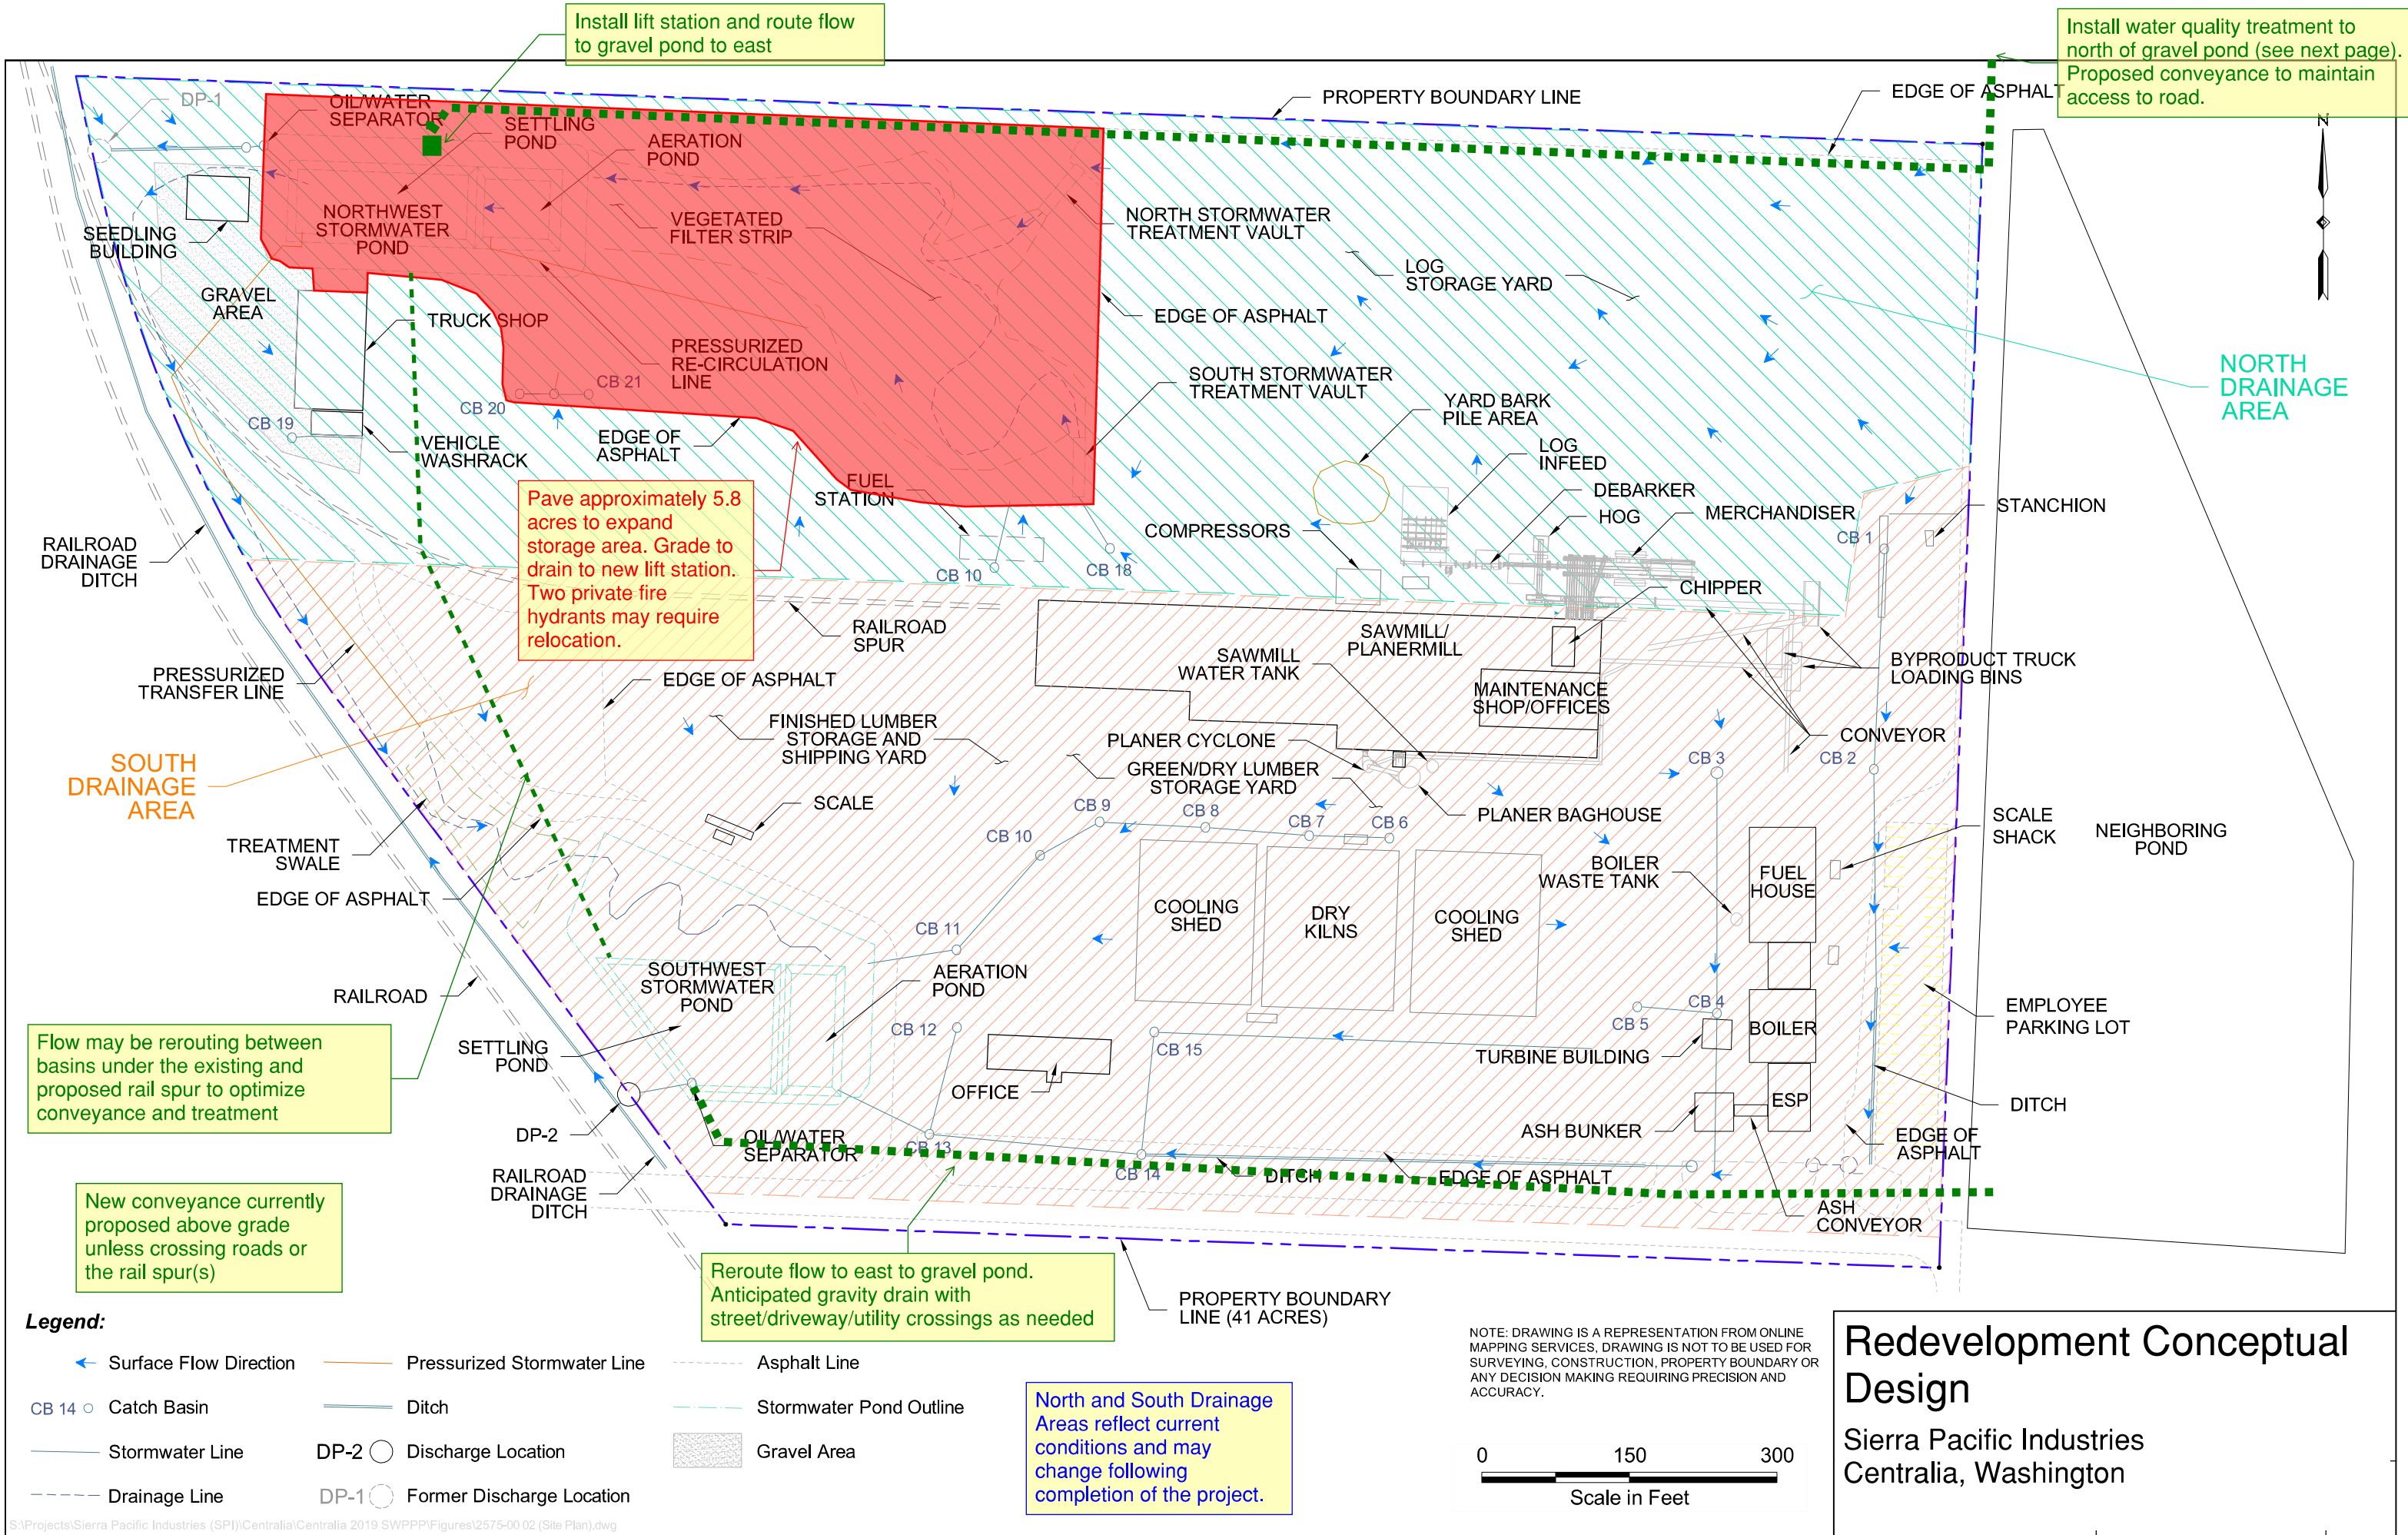 Install lift station and route flow
to gravel pond to east
Install water quality treatment to
north of gravel pond (see next page).
Proposed conveyance to maintain
access to road.
DP-1
OIL/WATER
SEPARATOR
SETTLING
POND
AERATION
POND
PROPERTY BOUNDARY LINE
EDGE OF ASPHALT
N
NORTHWEST
STORMWATER
POND
VEGETATED
FILTER STRIP
NORTH STORMWATER
TREATMENT VAULT
SEEDLING
BUILDING
GRAVEL
AREA
TRUCK SHOP
LOG
STORAGE YARD
EDGE OF ASPHALT
PRESSURIZED
RE-CIRCULATION
LINE
SOUTH STORMWATER
TREATMENT VAULT
NORTH
DRAINAGE
AREA
CB 21
CB 20
CB 19
VEHICLE
WASHRACK
EDGE OF
ASPHALT
YARD BARK
PILE AREA
LOG
INFEED
FUEL
STATION
DEBARKER
HOG
MERCHANDISER
STANCHION
COMPRESSORS
CB 1
Pave approximately 5.8
acres to expand
storage area. Grade to
drain to new lift station.
Two private fire
hydrants may require
relocation.
RAILROAD
DRAINAGE
DITCH
CB 10
CB 18
CHIPPER
RAILROAD
SPUR
SAWMILL/
PLANERMILL
SAWMILL
WATER TANK
BYPRODUCT TRUCK
LOADING BINS
PRESSURIZED
TRANSFER LINE
EDGE OF ASPHALT
MAINTENANCE
SHOP/OFFICES
FINISHED LUMBER
STORAGE AND
SHIPPING YARD
PLANER CYCLONE
CONVEYOR
SOUTH
DRAINAGE
AREA
GREEN/DRY LUMBER
STORAGE YARD
CB 3
CB 2
SCALE
CB 9
CB 8
CB 7
CB 6
PLANER BAGHOUSE
SCALE
SHACK
NEIGHBORING
POND
CB 10
TREATMENT
SWALE
BOILER
WASTE TANK
FUEL
HOUSE
EDGE OF ASPHALT
COOLING
SHED
DRY
KILNS
COOLING
SHED
CB 11
SOUTHWEST
STORMWATER
POND
AERATION
POND
RAILROAD
CB 4
CB 5
EMPLOYEE
PARKING LOT
Flow may be rerouting between
basins under the existing and
proposed rail spur to optimize
conveyance and treatment
CB 12
BOILER
SETTLING
POND
CB 15
TURBINE BUILDING
OFFICE
ESP
DITCH
DP-2
OIL/WATER
SEPARATOR
CB 13
ASH BUNKER
EDGE OF
ASPHALT
RAILROAD
DRAINAGE
DITCH
CB 14
DITCH
EDGE OF ASPHALT
ASH
CONVEYOR
New conveyance currently
proposed above grade
unless crossing roads or
the rail spur(s)
Reroute flow to east to gravel pond.
Anticipated gravity drain with
street/driveway/utility crossings as needed
PROPERTY BOUNDARY
LINE (41 ACRES)
Legend:
Surface Flow Direction
Pressurized Stormwater Line
Asphalt Line
CB 14 Catch Basin
Ditch
Stormwater Pond Outline
Stormwater Line
DP-2 Discharge Location
Gravel Area
Drainage Line
DP-1 Former Discharge Location
North and South Drainage
Areas reflect current
conditions and may
change following
completion of the project.
NOTE: DRAWING IS A REPRESENTATION FROM ONLINE
MAPPING SERVICES, DRAWING IS NOT TO BE USED FOR
SURVEYING, CONSTRUCTION, PROPERTY BOUNDARY OR
ANY DECISION MAKING REQUIRING PRECISION AND
ACCURACY.
0 150 300
Scale in Feet
Redevelopment Conceptual
Design
Sierra Pacific Industries
Centralia, Washington
S:\Projects\Sierra Pacific Industries (SPI)\Centralia\Centralia 2019 SWPPP\Figures\2575-00 02 (Site Plan).dwg